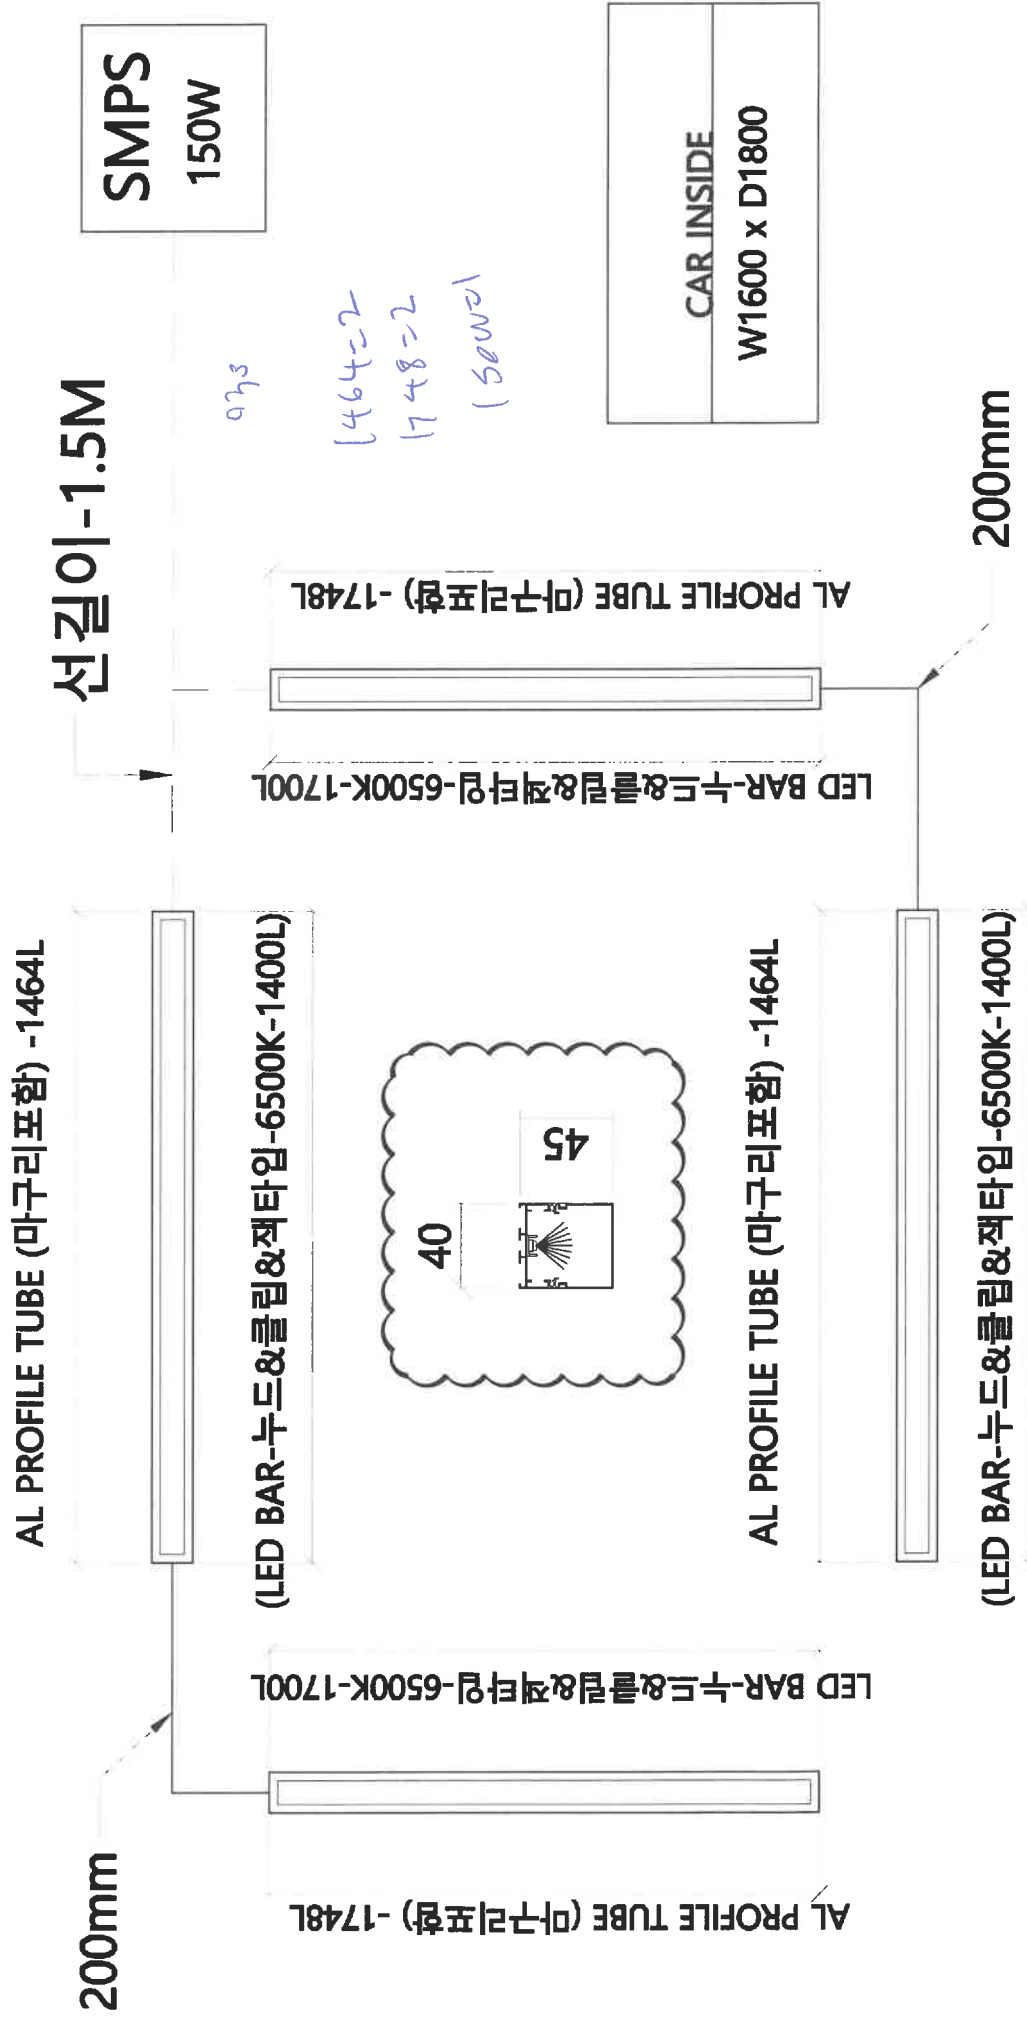 선길이-1.5M
SMPS
150W
200mm
AL PROFILE TUBE (마구리포함) -1464L
(LED BAR-누드&클립&잭타입-6500K-1400L)
AL PROFILE TUBE (마구리포함) -1748L
LED BAR-누드&클립&잭타입-6500K-1700L
40
45
LED BAR-누드&클립&잭타입-6500K-1700L
AL PROFILE TUBE (마구리포함) -1748L
1464=2
1748=2
AL PROFILE TUBE (마구리포함) -1464L
(LED BAR-누드&클립&잭타입-6500K-1400L)
200mm
CAR INSIDE
W1600 x D1800